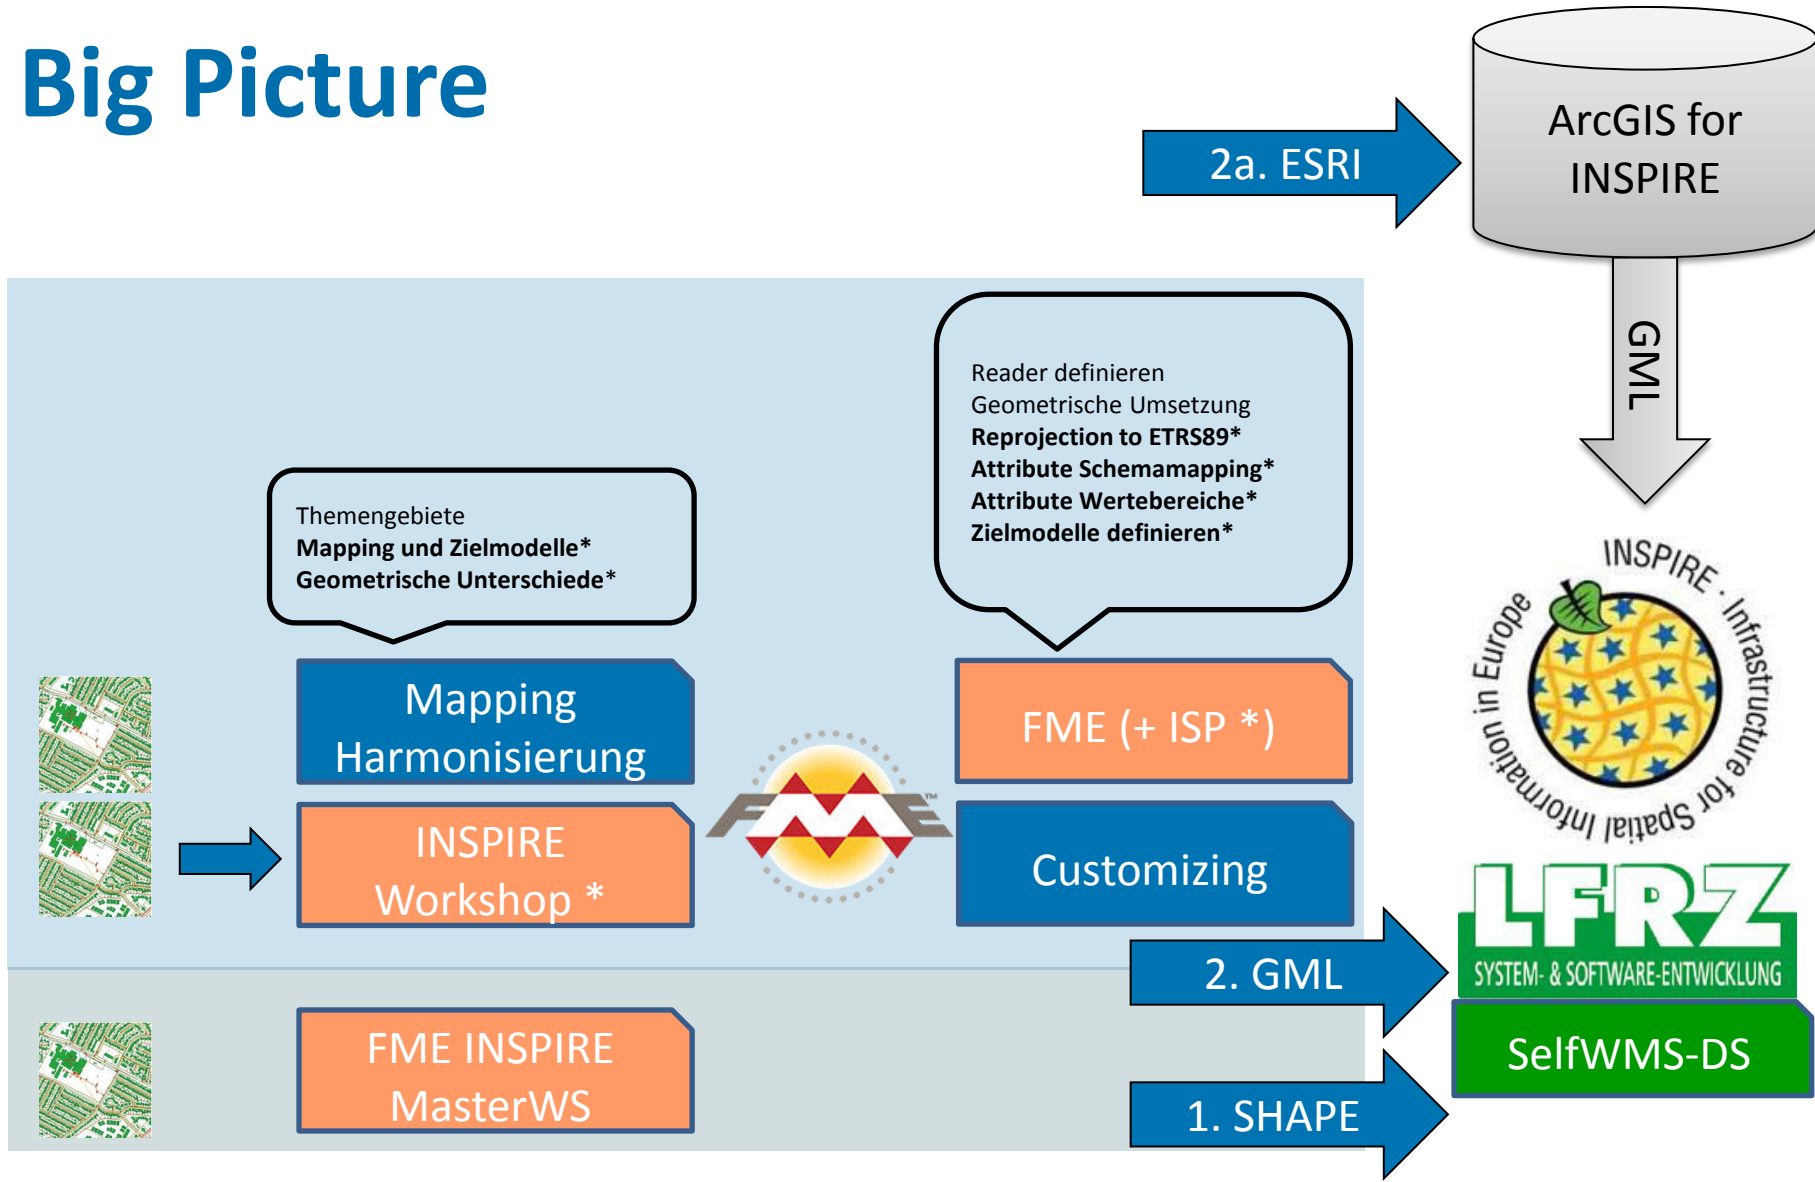 Big Picture
2a. ESRI
ArcGIS for
INSPIRE
GML
Reader definieren
Geometrische Umsetzung
Reprojection to ETRS89*
Attribute Schemamapping*
Attribute Wertebereiche*
Zielmodelle definieren*
Themengebiete
Mapping und Zielmodelle*
Geometrische Unterschiede*
Mapping
Harmonisierung
INSPIRE
Workshop *
FME™
FME (+ ISP *)
Customizing
INSPIRE · Infrastructure for Spatial Information in Europe
LFRZ
SYSTEM- & SOFTWARE-ENTWICKLUNG
2. GML
SelfWMS-DS
FME INSPIRE
MasterWS
1. SHAPE